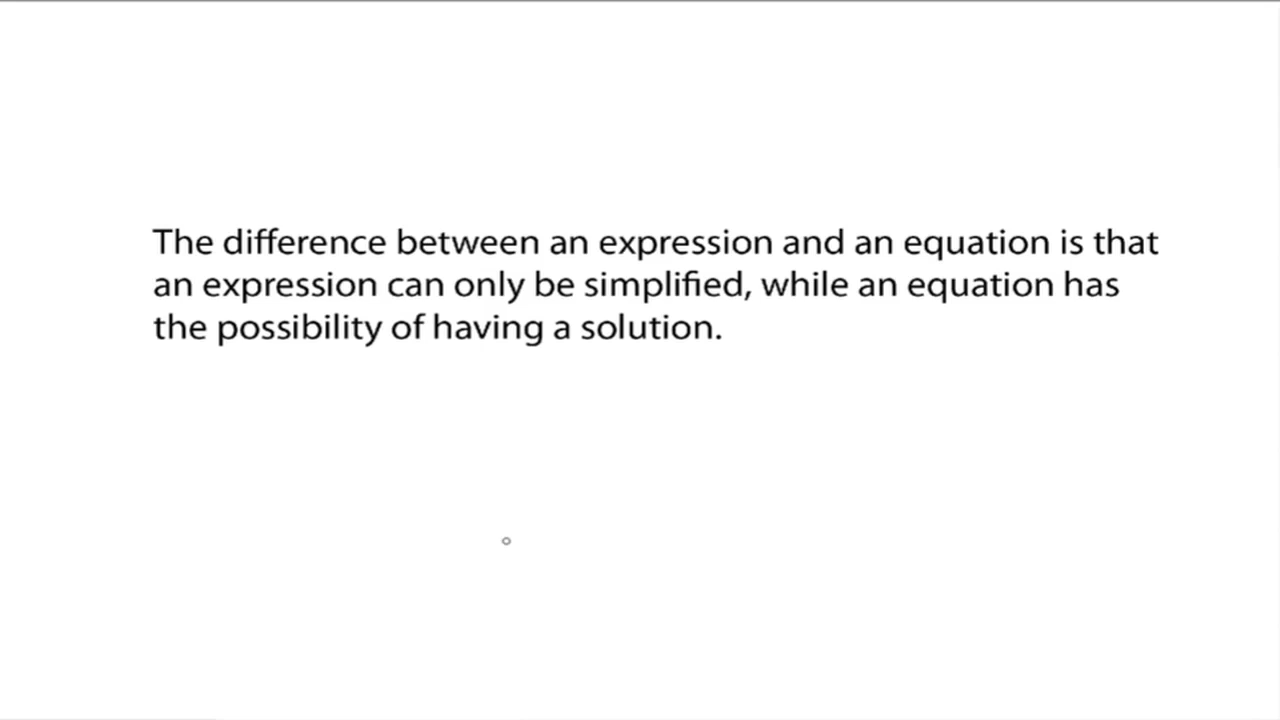 The difference between an expression and an equation is that
an expression can only be simplified, while an equation has
the possibility of having a solution.